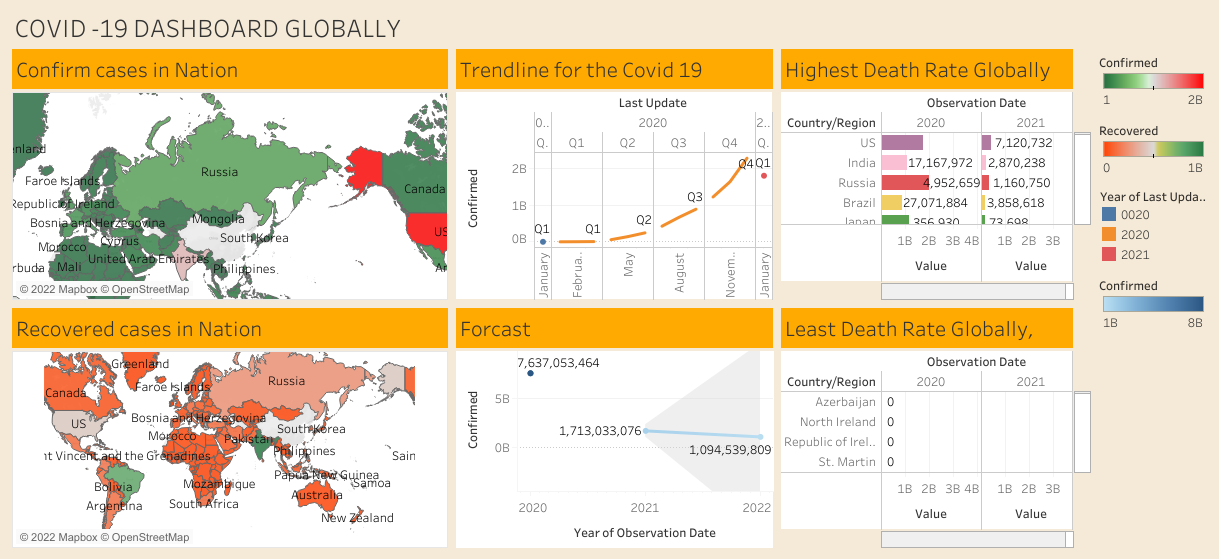 COVID -19 DASHBOARD GLOBALLY
Confirm cases in Nation
Russia
Faroe Islands
Canada
Republic of Ireland
Mongolia
Bosnia and Herzegovina
US
South Korea
Morocco
Cyprus
United Arab Emirates
Mali
Philippines
© 2022 Mapbox © OpenStreetMap
Trendline for the Covid 19
Last Update
0.. 2020 2..
Q. Q1 Q2 Q3 Q4 Q.
Confirmed
2B
1B
0B
Q1 Q1 Q2 Q3 Q4 Q1
January Februa.. May August Novem.. January
Highest Death Rate Globally
Observation Date
Country/Region 2020 2021
US 7,120,732
India 17,167,972 2,870,238
Russia 4,952,659 1,160,750
Brazil 27,071,884 3,858,618
Japan 356,930 73,698
1B 2B 3B 4B 1B 2B 3B
Value Value
Confirmed
1 2B
Recovered
0 1B
Year of Last Upda..
0020
2020
2021
Confirmed
1B 8B
Recovered cases in Nation
Greenland
Canada
Faroe Islands
Russia
US
Bosnia and Herzegovina
South Korea
Morocco
Pakistan
Philippines
nt Vincent and the Grenadines
Sain
Papua New Guinea
Bolivia
Mozambique
Samoa
Australia
Argentina
South Africa
New Zealand
© 2022 Mapbox © OpenStreetMap
Forcast
Confirmed
5B
0B
7,637,053,464
1,713,033,076
1,094,539,809
2020 2021 2022
Year of Observation Date
Least Death Rate Globally,
Observation Date
Country/Region 2020 2021
Azerbaijan 0
North Ireland 0
Republic of Irel.. 0
St. Martin 0
1B 2B 3B 4B 1B 2B 3B
Value Value